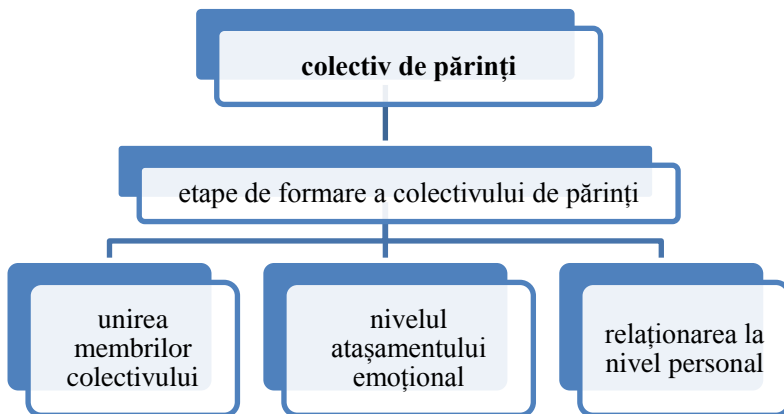 colectiv de părinți
etape de formare a colectivului de părinți
unirea
membrilor
colectivului
nivelul
atașamentului
emoțional
relaționarea la
nivel personal